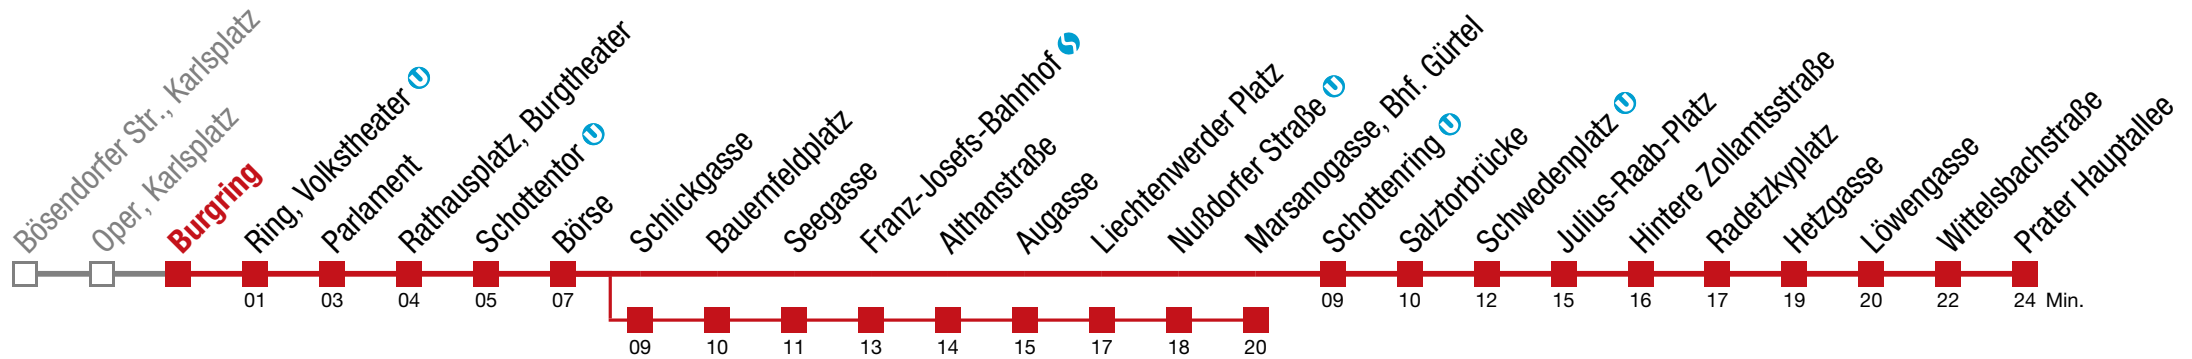 Bösendorfer Str., Karlsplatz
Oper, Karlsplatz
Burgring
Ring, Volkstheater U
Parlament
Rathausplatz, Burgtheater
Schottentor U
Börse
Schlickgasse
Bauernfeldplatz
Seegasse
Franz-Josefs-Bahnhof S
Althanstraße
Augasse
Liechtenwerder Platz
Nußdorfer Straße U
Marsanogasse, Bhf. Gürtel
Schottenring U
Salztorbrücke
Schwedenplatz U
Julius-Raab-Platz
Hintere Zollamtsstraße
Radetzkyplatz
Hetzgasse
Löwengasse
Wittelsbachstraße
Prater Hauptallee
01 03 04 05 07 09 10 12 15 16 17 19 20 22 24 Min.
09 10 11 13 14 15 17 18 20